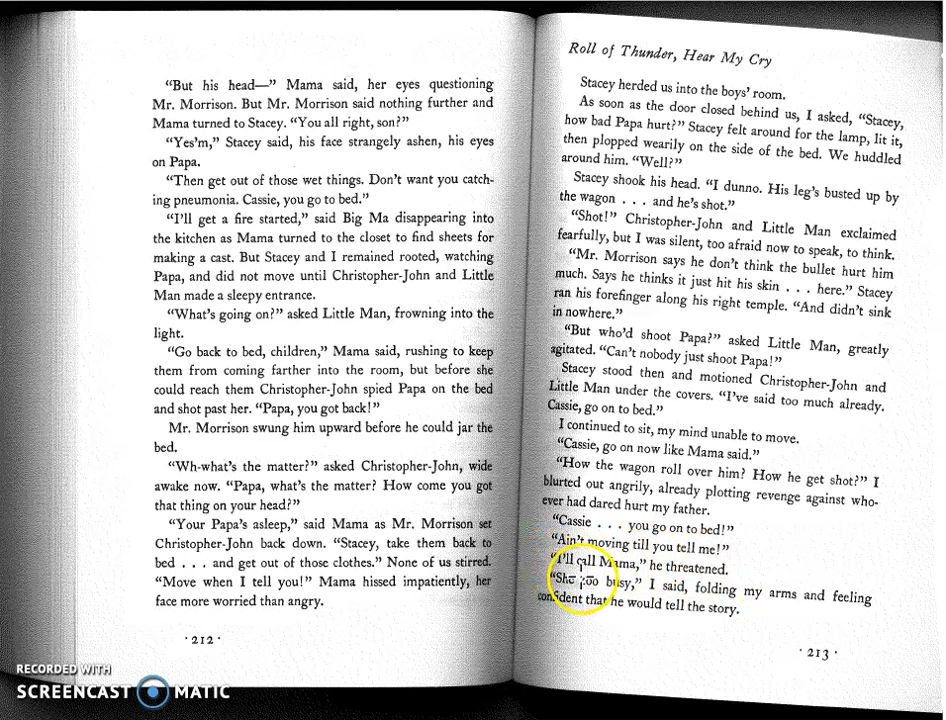 “But his head—” Mama said, her eyes questioning
Mr. Morrison. But Mr. Morrison said nothing further and
Mama turned to Stacey. “You all right, son?”
“Yes’m,” Stacey said, his face strangely ashen, his eyes
on Papa.
“Then get out of those wet things. Don’t want you catch-
ing pneumonia. Cassie, you go to bed.”
“I’ll get a fire started,” said Big Ma disappearing into
the kitchen as Mama turned to the closet to find sheets for
making a cast. But Stacey and I remained rooted, watching
Papa, and did not move until Christopher-John and Little
Man made a sleepy entrance.
“What’s going on?” asked Little Man, frowning into the
light.
“Go back to bed, children,” Mama said, rushing to keep
them from coming farther into the room, but before she
could reach them Christopher-John spied Papa on the bed
and shot past her. “Papa, you got back!”
Mr. Morrison swung him upward before he could jar the
bed.
“Wh-what’s the matter?” asked Christopher-John, wide
awake now. “Papa, what’s the matter? How come you got
that thing on your head?”
“Your Papa’s asleep,” said Mama as Mr. Morrison set
Christopher-John back down. “Stacey, take them back to
bed . . . and get out of those clothes.” None of us stirred.
“Move when I tell you!” Mama hissed impatiently, her
face more worried than angry.
· 212 ·
Roll of Thunder, Hear My Cry
Stacey herded us into the boys’ room.
As soon as the door closed behind us, I asked, “Stacey,
how bad Papa hurt?” Stacey felt around for the lamp, lit it,
then plopped wearily on the side of the bed. We huddled
around him. “Well?”
Stacey shook his head. “I dunno. His leg’s busted up by
the wagon . . . and he’s shot.”
“Shot!” Christopher-John and Little Man exclaimed
fearfully, but I was silent, too afraid now to speak, to think.
“Mr. Morrison says he don’t think the bullet hurt him
much. Says he thinks it just hit his skin . . . here.” Stacey
ran his forefinger along his right temple. “And didn’t sink
in nowhere.”
“But who’d shoot Papa?” asked Little Man, greatly
agitated. “Can’t nobody just shoot Papa!”
Stacey stood then and motioned Christopher-John and
Little Man under the covers. “I’ve said too much already.
Cassie, go on to bed.”
I continued to sit, my mind unable to move.
“Cassie, go on now like Mama said.”
“How the wagon roll over him? How he get shot?” I
blurted out angrily, already plotting revenge against who-
ever had dared hurt my father.
“Cassie . . . you go on to bed!”
“Ain’t moving till you tell me!”
“I’ll call Mama,” he threatened.
“She too busy,” I said, folding my arms and feeling
confident that he would tell the story.
· 213 ·
RECORDED WITH
SCREENCAST MATIC